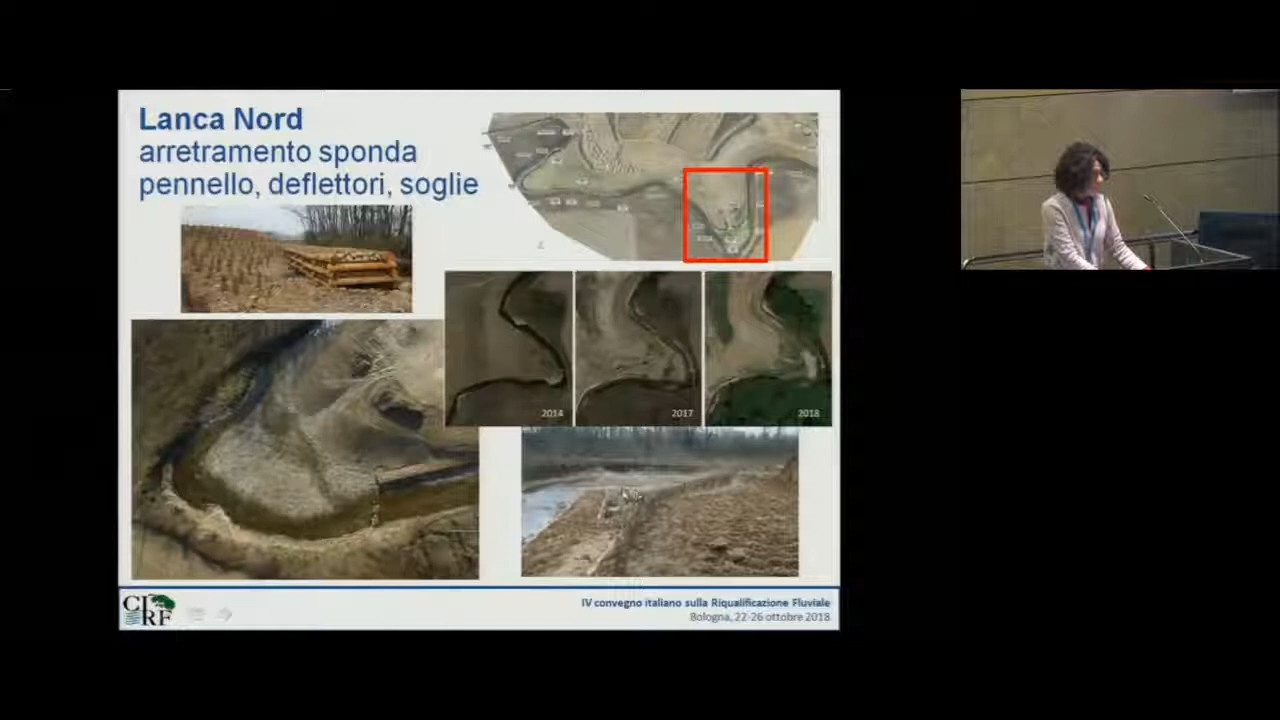 Lanca Nord
arretramento sponda
pennello, deflettori, soglie
2014
2017
2018
CIRF
IV convegno italiano sulla Riqualificazione Fluviale
Bologna, 22-26 ottobre 2018